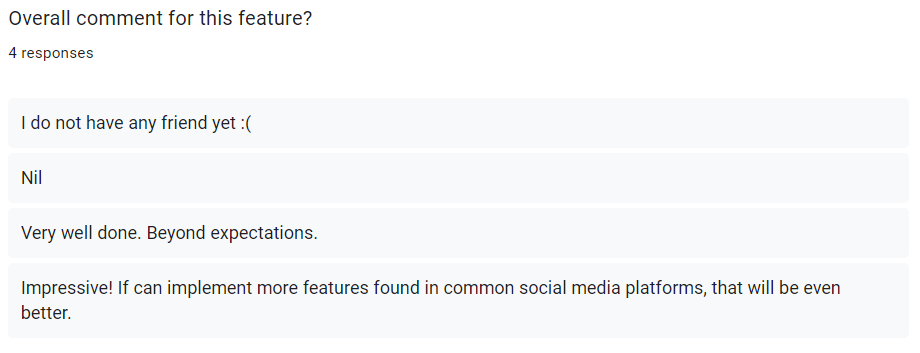 Overall comment for this feature?
4 responses
I do not have any friend yet :(
Nil
Very well done. Beyond expectations.
Impressive! If can implement more features found in common social media platforms, that will be even
better.